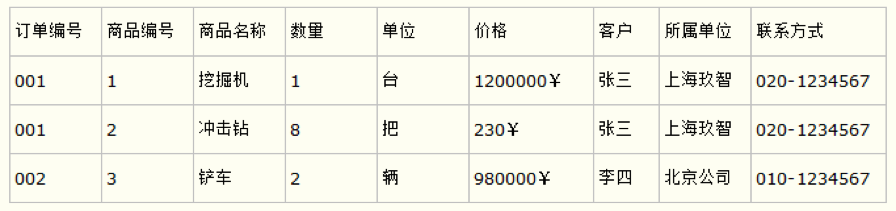 订单编号 商品编号 商品名称 数量 单位 价格 客户 所属单位 联系方式
001 1 挖掘机 1 台 1200000¥ 张三 上海玖智 020-1234567
001 2 冲击钻 8 把 230¥ 张三 上海玖智 020-1234567
002 3 铲车 2 辆 980000¥ 李四 北京公司 010-1234567